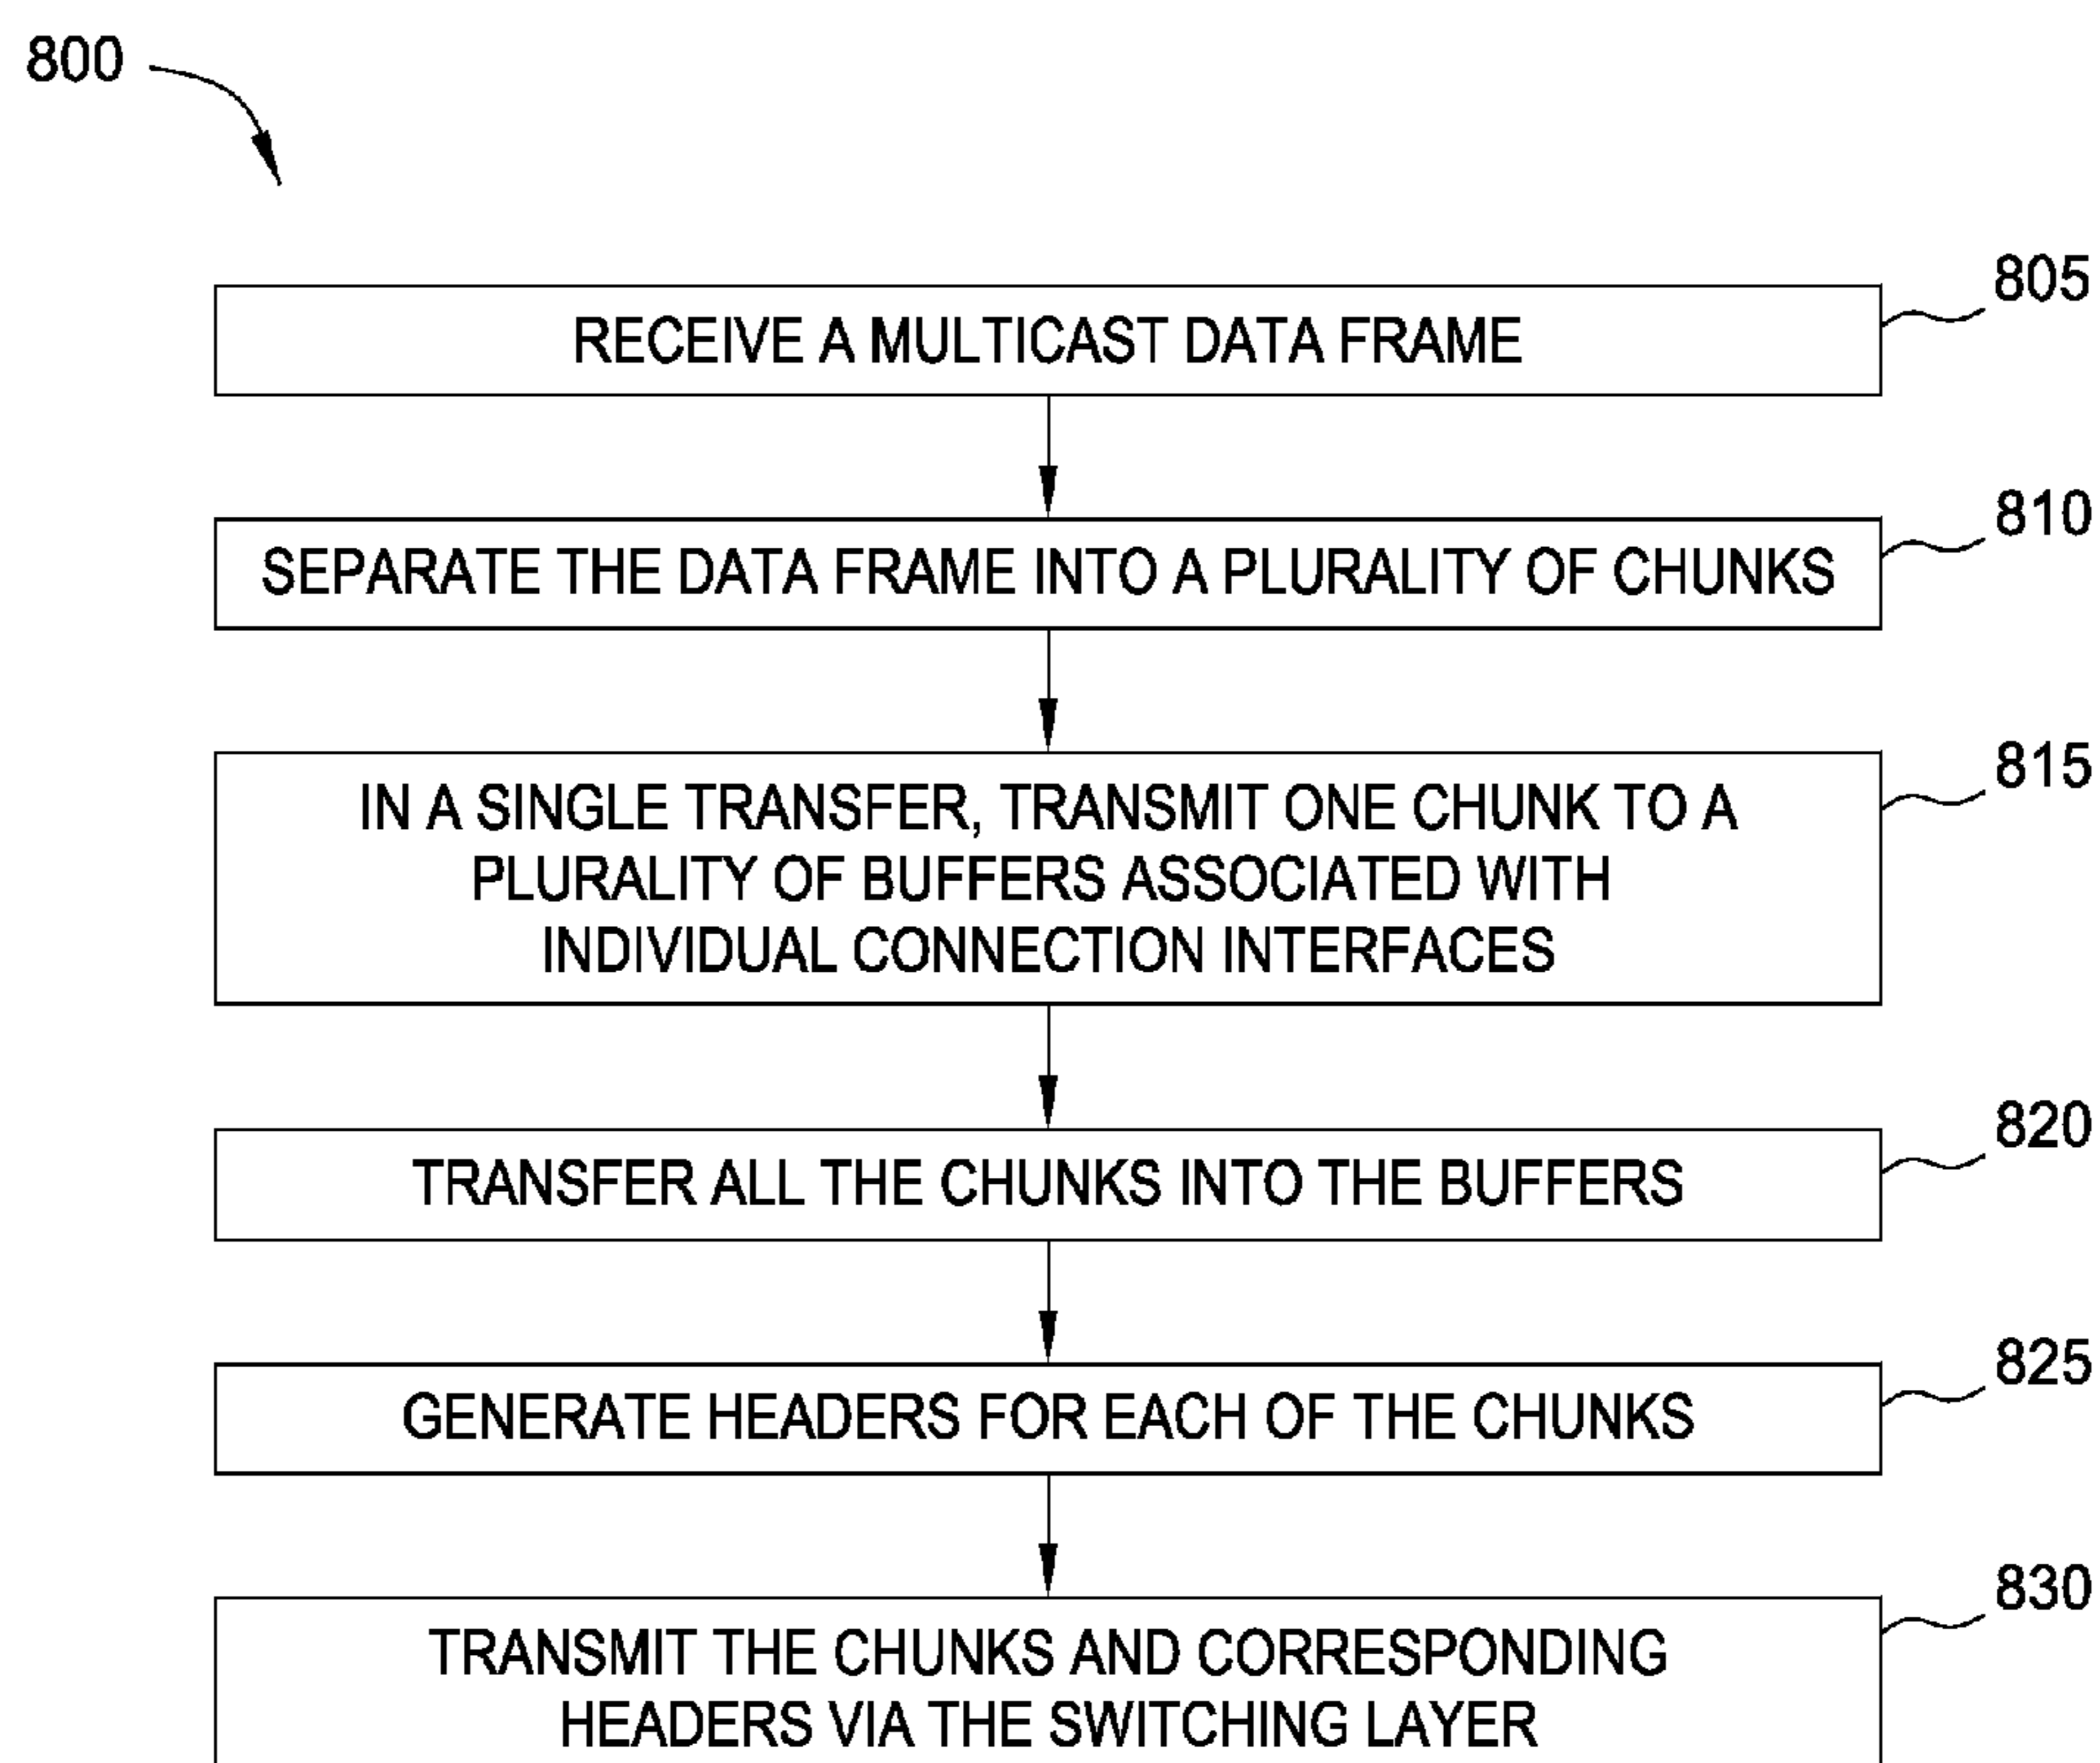 800
805
RECEIVE A MULTICAST DATA FRAME
810
SEPARATE THE DATA FRAME INTO A PLURALITY OF CHUNKS
815
IN A SINGLE TRANSFER, TRANSMIT ONE CHUNK TO A
PLURALITY OF BUFFERS ASSOCIATED WITH
INDIVIDUAL CONNECTION INTERFACES
820
TRANSFER ALL THE CHUNKS INTO THE BUFFERS
825
GENERATE HEADERS FOR EACH OF THE CHUNKS
830
TRANSMIT THE CHUNKS AND CORRESPONDING
HEADERS VIA THE SWITCHING LAYER